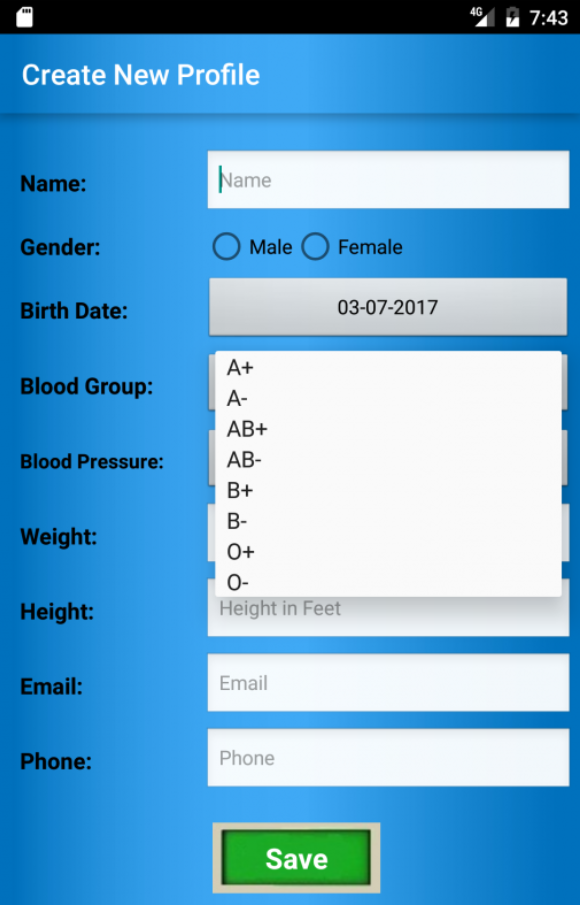 4G 7:43
Create New Profile
Name: Name
Gender: Male Female
Birth Date: 03-07-2017
Blood Group:
A+
A-
AB+
AB-
B+
B-
O+
O-
Blood Pressure:
Weight:
Height: Height in Feet
Email: Email
Phone: Phone
Save